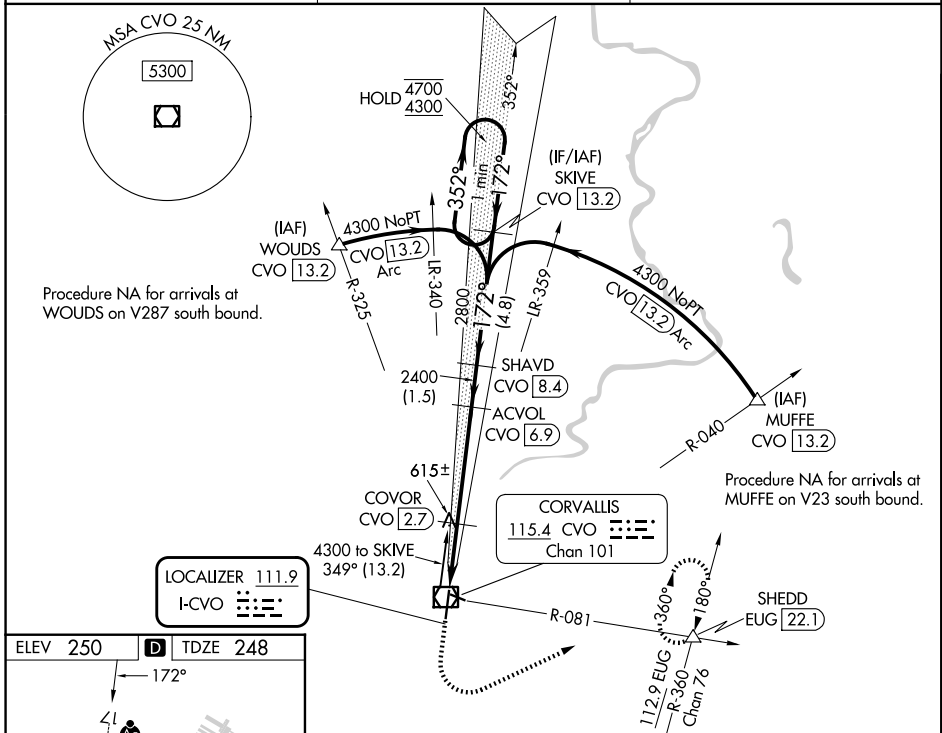 MSA CVO 25 NM
5300
HOLD 4700
4300
352°
352°
1 min
172°
(IF/IAF)
SKIVE
CVO 13.2
(IAF)
WOUDS
CVO 13.2
4300 NoPT
CVO 13.2
Arc
R-325
LR-340
2800
172°
(4.8)
LR-359
4300 NoPT
CVO 13.2 Arc
Procedure NA for arrivals at
WOUDS on V287 south bound.
SHAVD
CVO 8.4
2400
(1.5)
ACVOL
CVO 6.9
(IAF)
MUFFE
CVO 13.2
R-040
Procedure NA for arrivals at
MUFFE on V23 south bound.
615±
COVOR
CVO 2.7
CORVALLIS
115.4 CVO
Chan 101
4300 to SKIVE
349° (13.2)
LOCALIZER 111.9
I-CVO
R-081
360°
180°
SHEDD
EUG 22.1
112.9 EUG
R-360
Chan 76
ELEV 250 D TDZE 248
172°
17